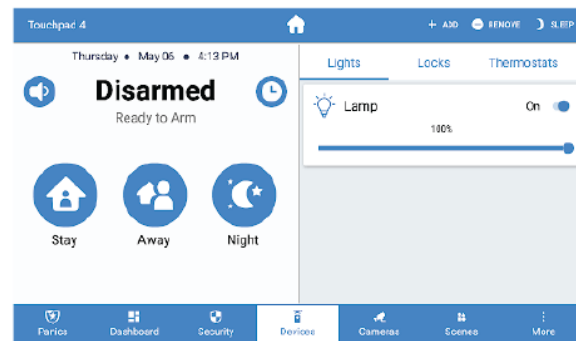 Touchpad 4
+ ADD
REMOVE
SLEEP
Thursday • May 06 • 4:13 PM
Disarmed
Ready to Arm
Stay
Away
Night
Lights
Locks
Thermostats
Lamp
On
100%
Panics
Dashboard
Security
Devices
Cameras
Scenes
More